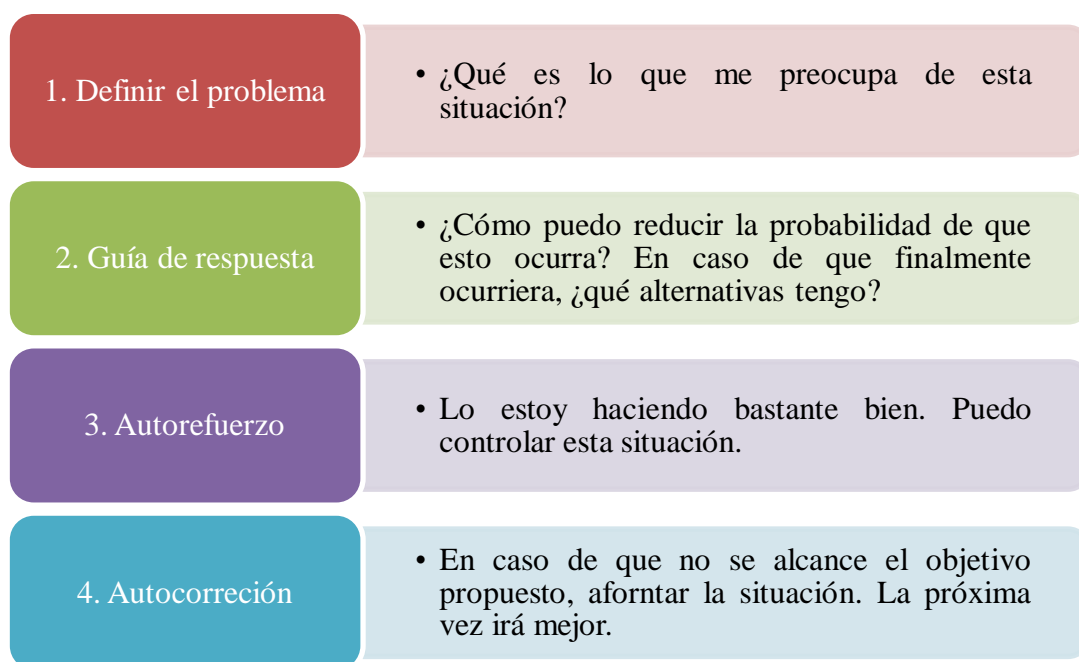 1. Definir el problema
• ¿Qué es lo que me preocupa de esta
situación?
2. Guía de respuesta
• ¿Cómo puedo reducir la probabilidad de que
esto ocurra? En caso de que finalmente
ocurriera, ¿qué alternativas tengo?
3. Autorefuerzo
• Lo estoy haciendo bastante bien. Puedo
controlar esta situación.
4. Autocorreción
• En caso de que no se alcance el objetivo
propuesto, aforntar la situación. La próxima
vez irá mejor.